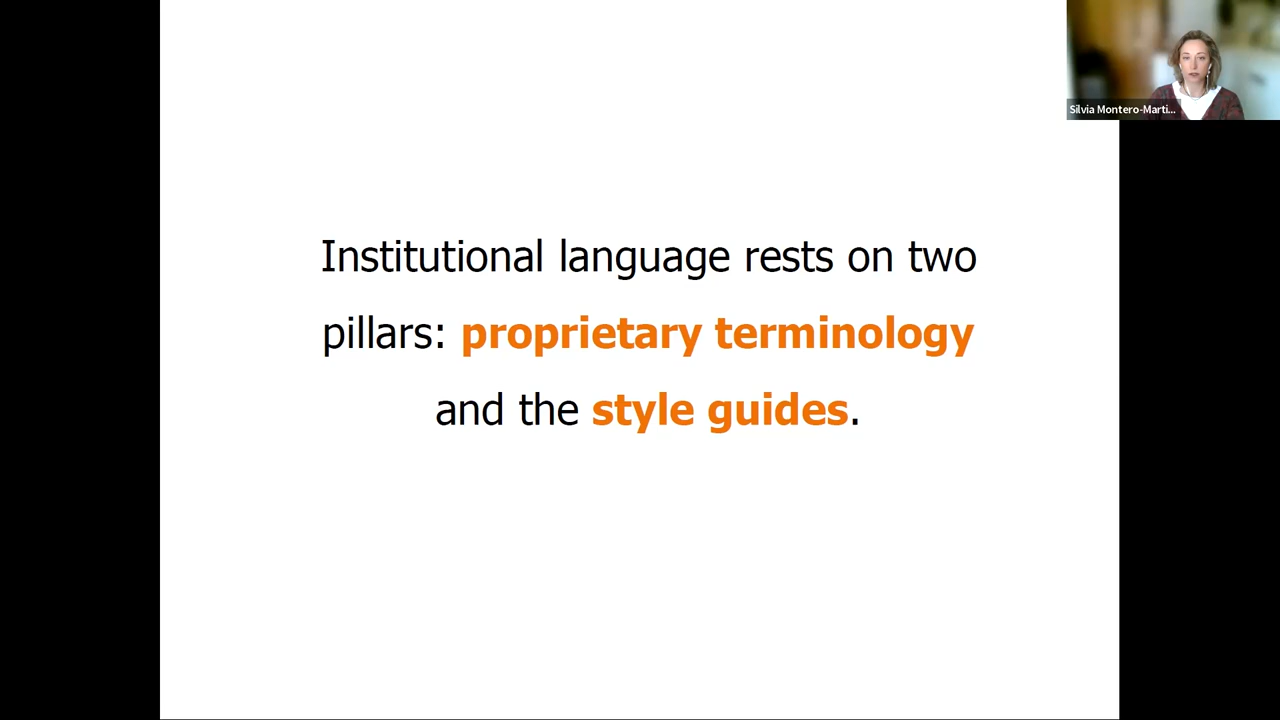 Silvia Montero-Marti...
Institutional language rests on two
pillars: proprietary terminology
and the style guides.